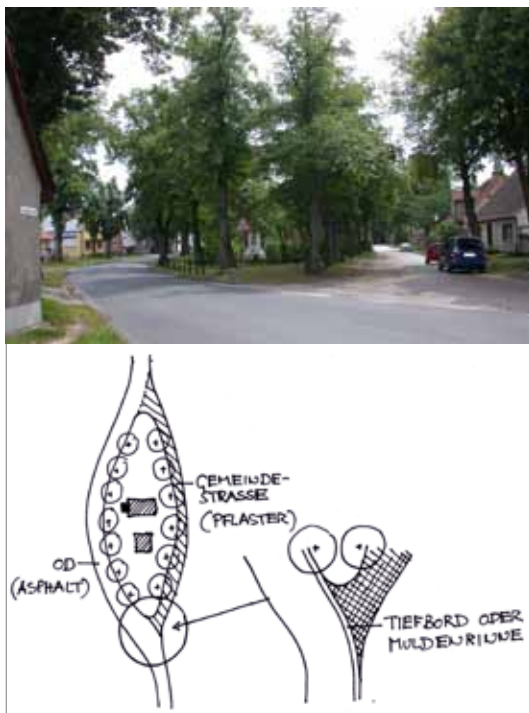 GEMEINDE-
STRASSE
(PFLASTER)
OD
(ASPHALT)
TIEFBORD ODER
MULDENRINNE